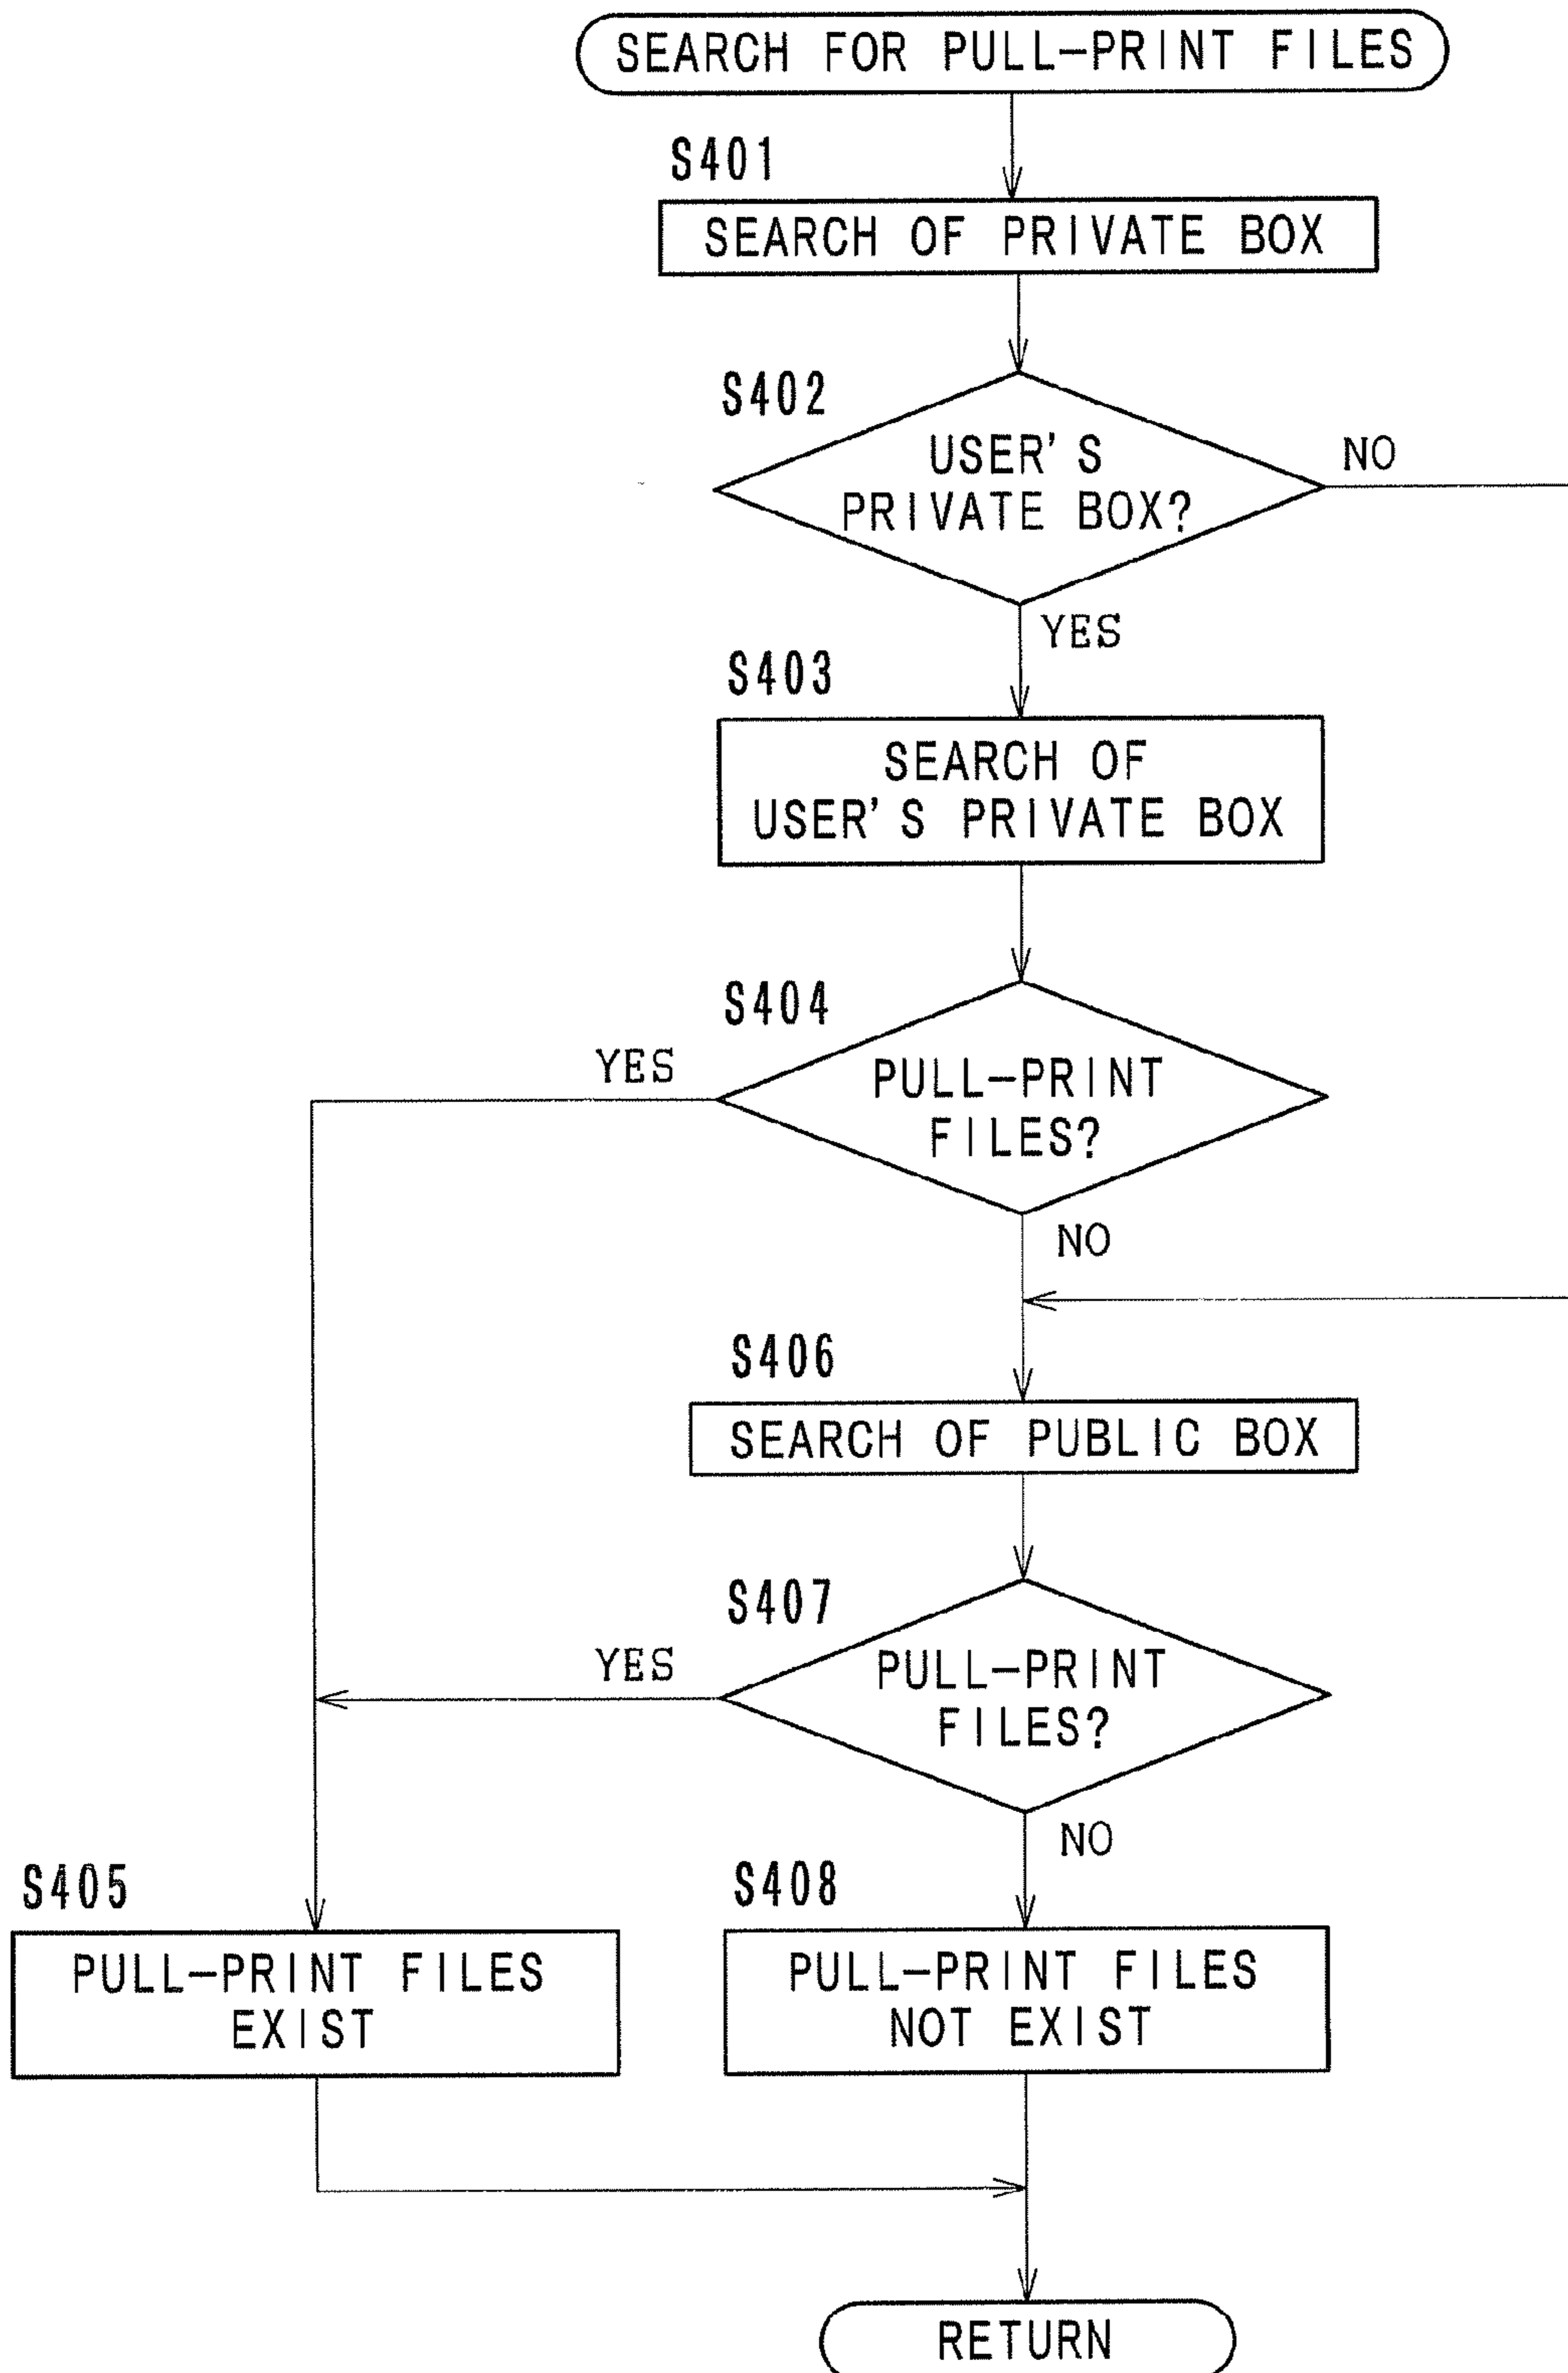 SEARCH FOR PULL-PRINT FILES
S401
SEARCH OF PRIVATE BOX
S402
USER'S
PRIVATE BOX?
NO
YES
S403
SEARCH OF
USER'S PRIVATE BOX
S404
YES
PULL-PRINT
FILES?
NO
S406
SEARCH OF PUBLIC BOX
S407
YES
PULL-PRINT
FILES?
NO
S405
S408
PULL-PRINT FILES
EXIST
PULL-PRINT FILES
NOT EXIST
RETURN